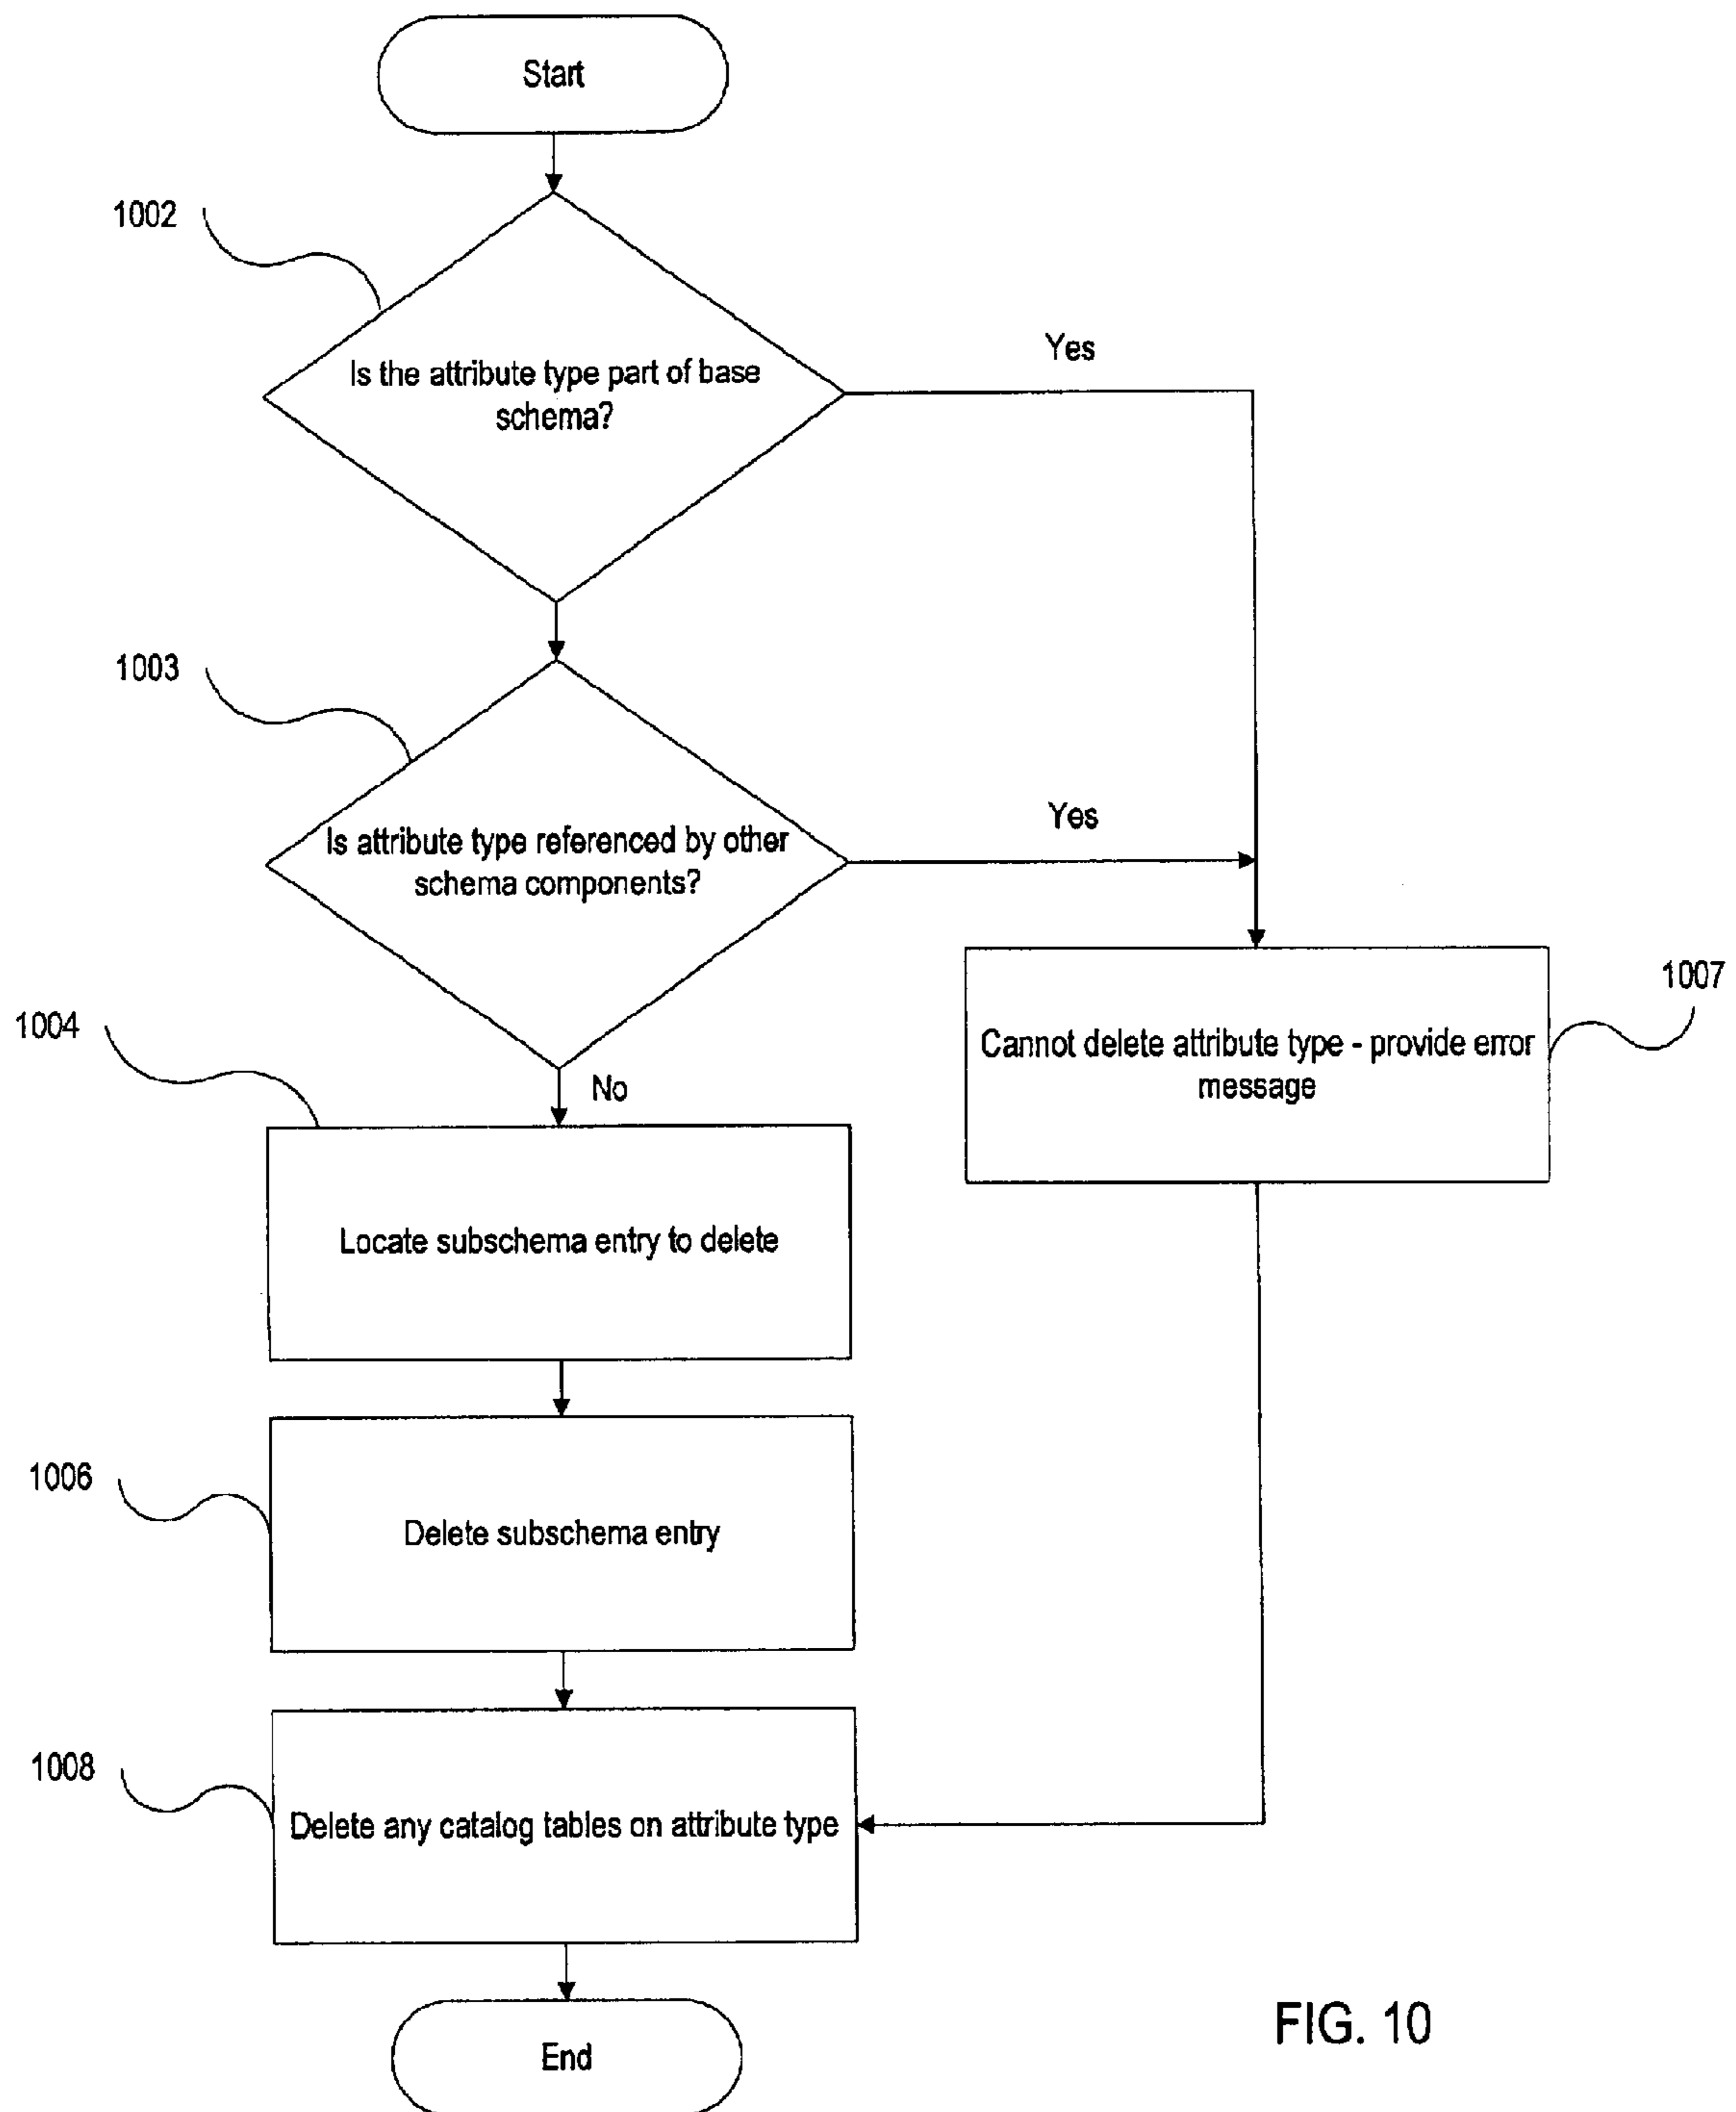 Start
1002
Is the attribute type part of base
schema?
Yes
1003
Is attribute type referenced by other
schema components?
Yes
1007
Cannot delete attribute type - provide error
message
1004
No
Locate subschema entry to delete
1006
Delete subschema entry
1008
Delete any catalog tables on attribute type
End
FIG. 10